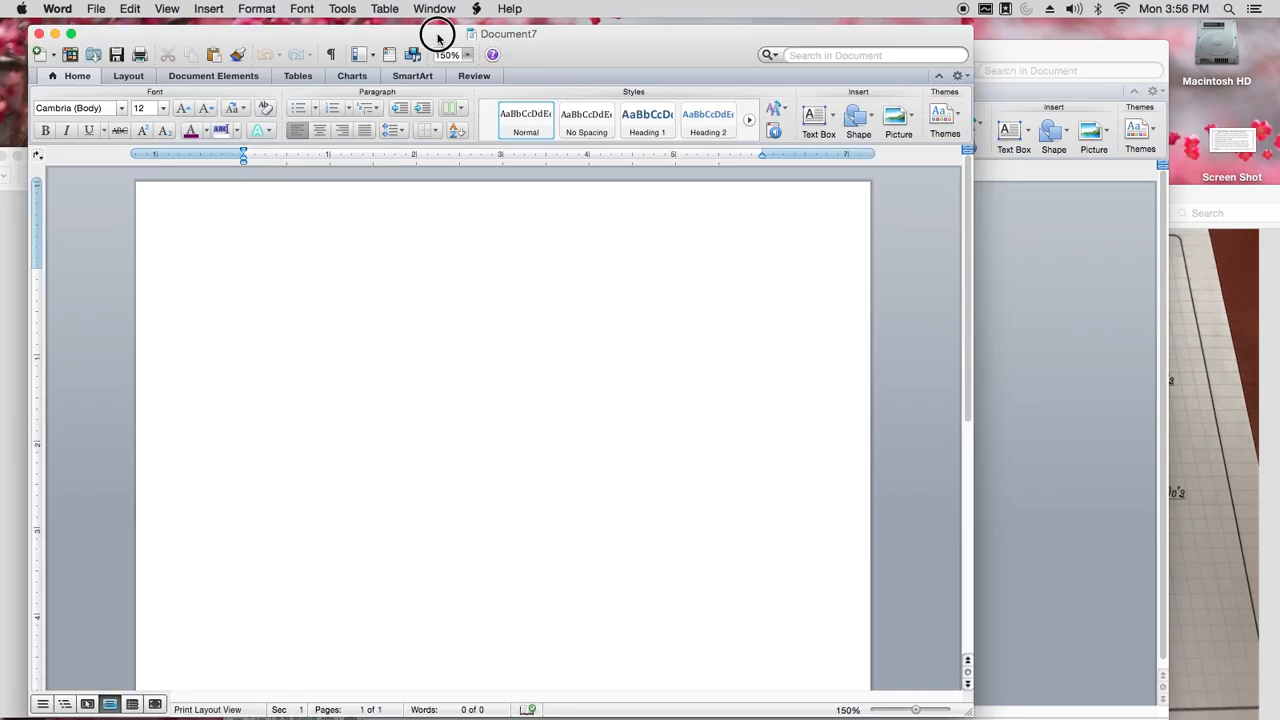 Word File Edit View Insert Format Font Tools Table Window Help Mon 3:56 PM
Document7
150% Search in Document
Search in Document
Macintosh HD
Home Layout Document Elements Tables Charts SmartArt Review
Font Paragraph Styles Insert Themes
Insert Themes
Cambria (Body) 12
AaBbCcDdEe AaBbCcDdEe AaBbCcD AaBbCcDdEe
Normal No Spacing Heading 1 Heading 2
Text Box Shape Picture Themes
Text Box Shape Picture Themes
Screen Shot
Search
Print Layout View Sec 1 Pages: 1 of 1 Words: 0 of 0 150%